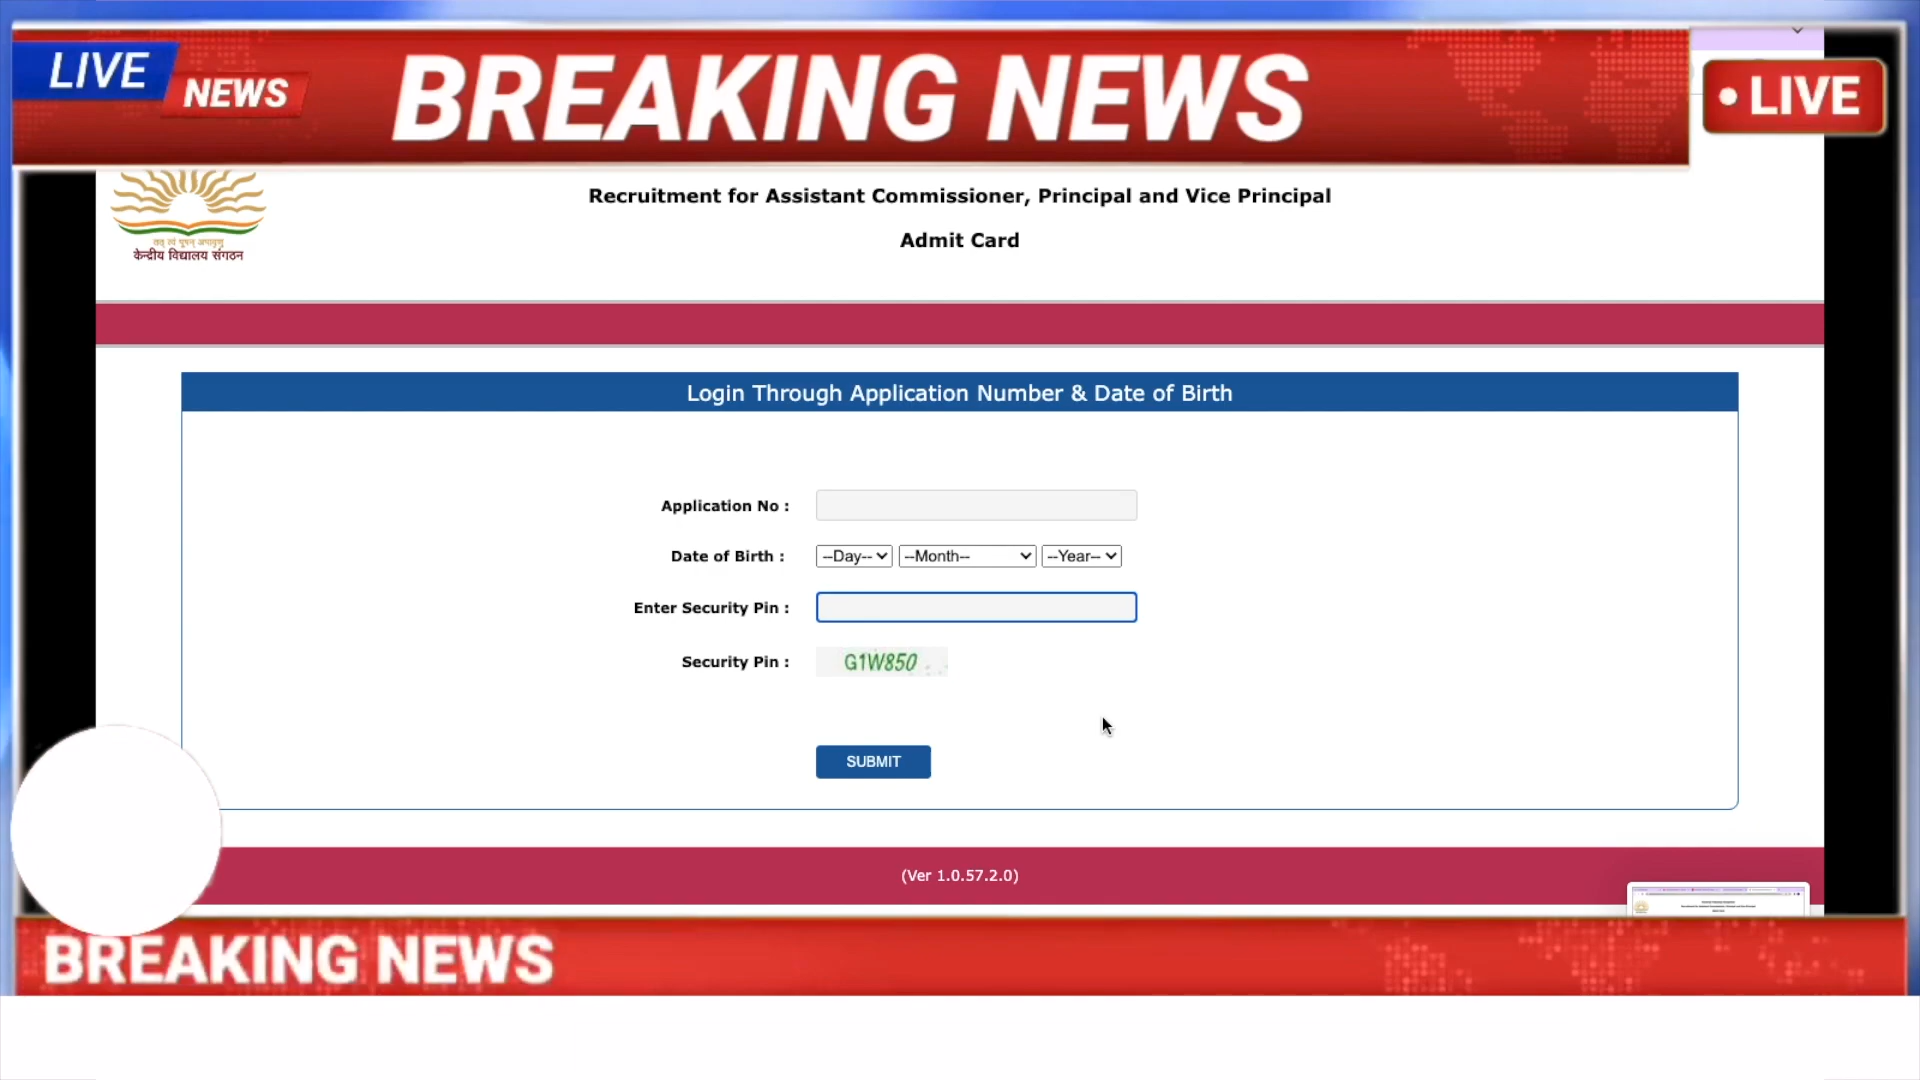 LIVE
NEWS
BREAKING NEWS
• LIVE
केन्द्रीय विद्यालय संगठन
Recruitment for Assistant Commissioner, Principal and Vice Principal
Admit Card
Login Through Application Number & Date of Birth
Application No :
Date of Birth : --Day-- --Month-- --Year--
Enter Security Pin :
Security Pin : G1W850
SUBMIT
(Ver 1.0.57.2.0)
BREAKING NEWS